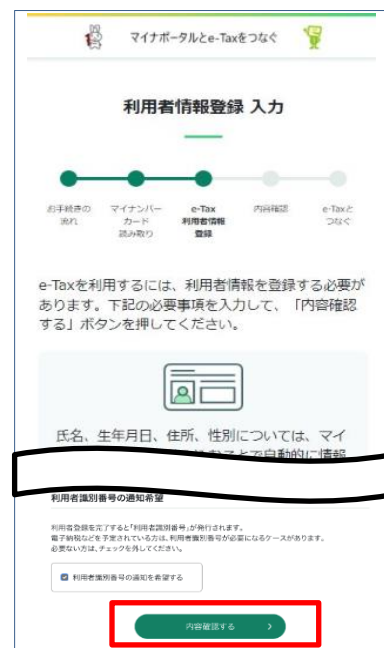 マイナポータルとe-Taxをつなぐ
利用者情報登録 入力
お手続きの
流れ
マイナンバー
カード
読み取り
e-Tax
利用者情報
登録
内容確認
e-Taxと
つなぐ
e-Taxを利用するには、利用者情報を登録する必要が
あります。下記の必要事項を入力して、「内容確認
する」ボタンを押してください。
氏名、生年月日、住所、性別については、マイ
とで自動的に情報
利用者識別番号の通知希望
利用者登録を完了すると「利用者識別番号」が発行されます。
電子納税などを予定されている方は、利用者識別番号が必要になるケースがあります。
必要ない方は、チェックを外してください。
利用者識別番号の通知を希望する
内容確認する